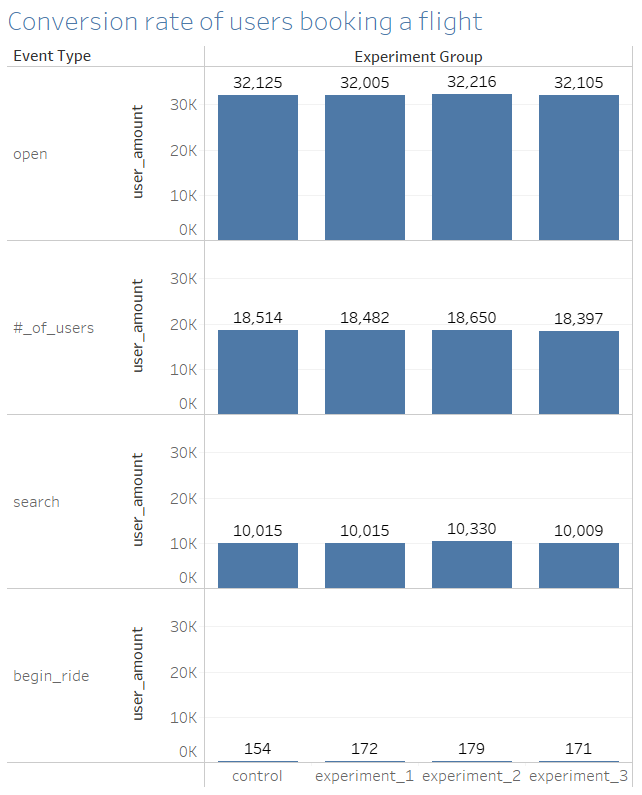 Conversion rate of users booking a flight
Event Type
Experiment Group
open
user_amount
30K
20K
10K
0K
32,125 32,005 32,216 32,105
#_of_users
user_amount
30K
20K
10K
0K
18,514 18,482 18,650 18,397
search
user_amount
30K
20K
10K
0K
10,015 10,015 10,330 10,009
begin_ride
user_amount
30K
20K
10K
0K
154 172 179 171
control experiment_1 experiment_2 experiment_3